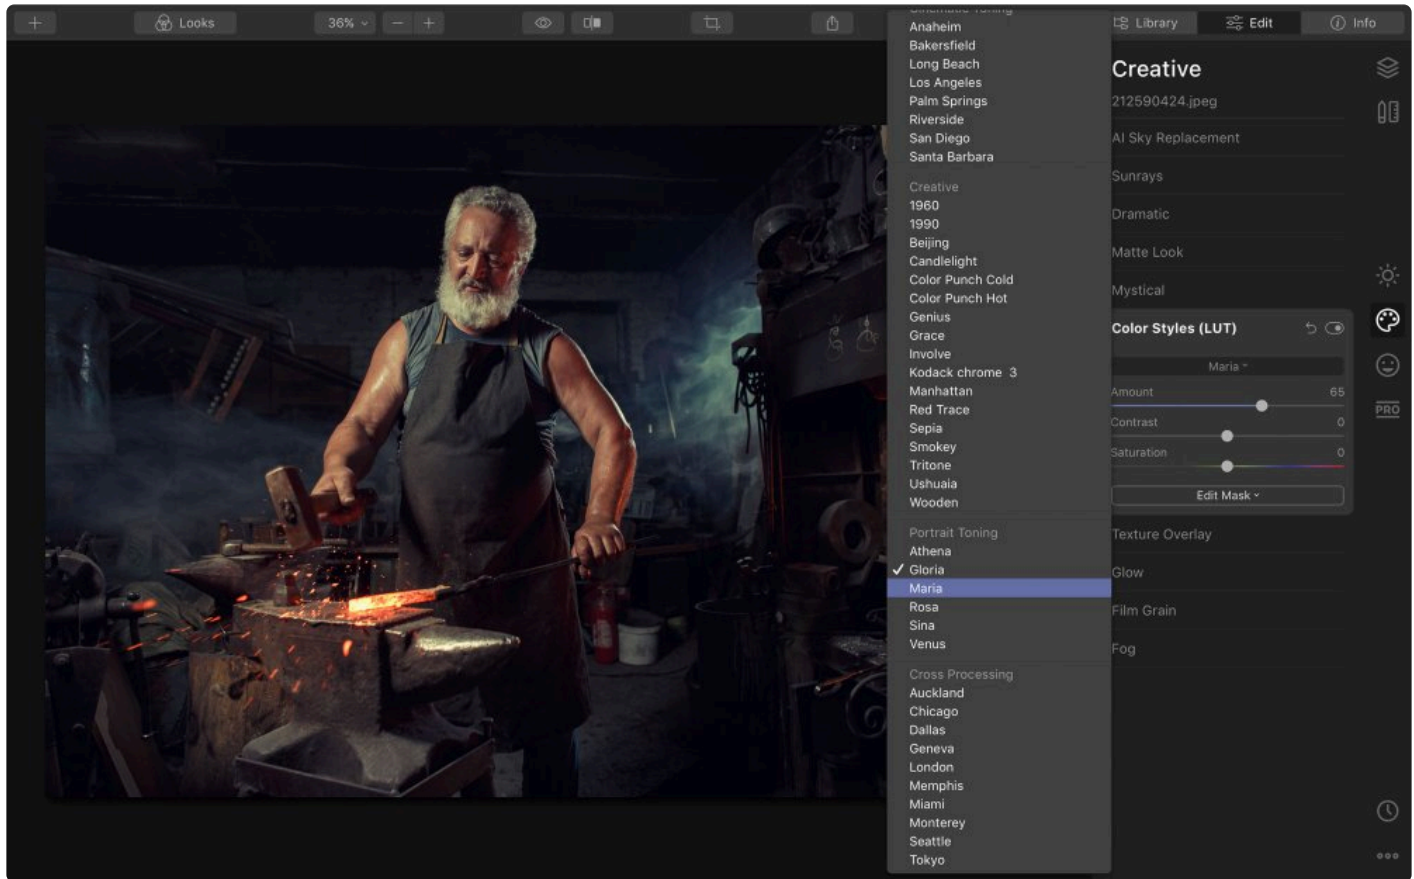 Looks
36%
Library
Edit
Info
Cinematic Toning
Anaheim
Bakersfield
Long Beach
Los Angeles
Palm Springs
Riverside
San Diego
Santa Barbara
Creative
1960
1990
Beijing
Candlelight
Color Punch Cold
Color Punch Hot
Genius
Grace
Involve
Kodack chrome 3
Manhattan
Red Trace
Sepia
Smokey
Tritone
Ushuaia
Wooden
Portrait Toning
Athena
Gloria
Maria
Rosa
Sina
Venus
Cross Processing
Auckland
Chicago
Dallas
Geneva
London
Memphis
Miami
Monterey
Seattle
Tokyo
Creative
212590424.jpeg
AI Sky Replacement
Sunrays
Dramatic
Matte Look
Mystical
Color Styles (LUT)
Maria
Amount 65
Contrast 0
Saturation 0
Edit Mask
Texture Overlay
Glow
Film Grain
Fog
PRO